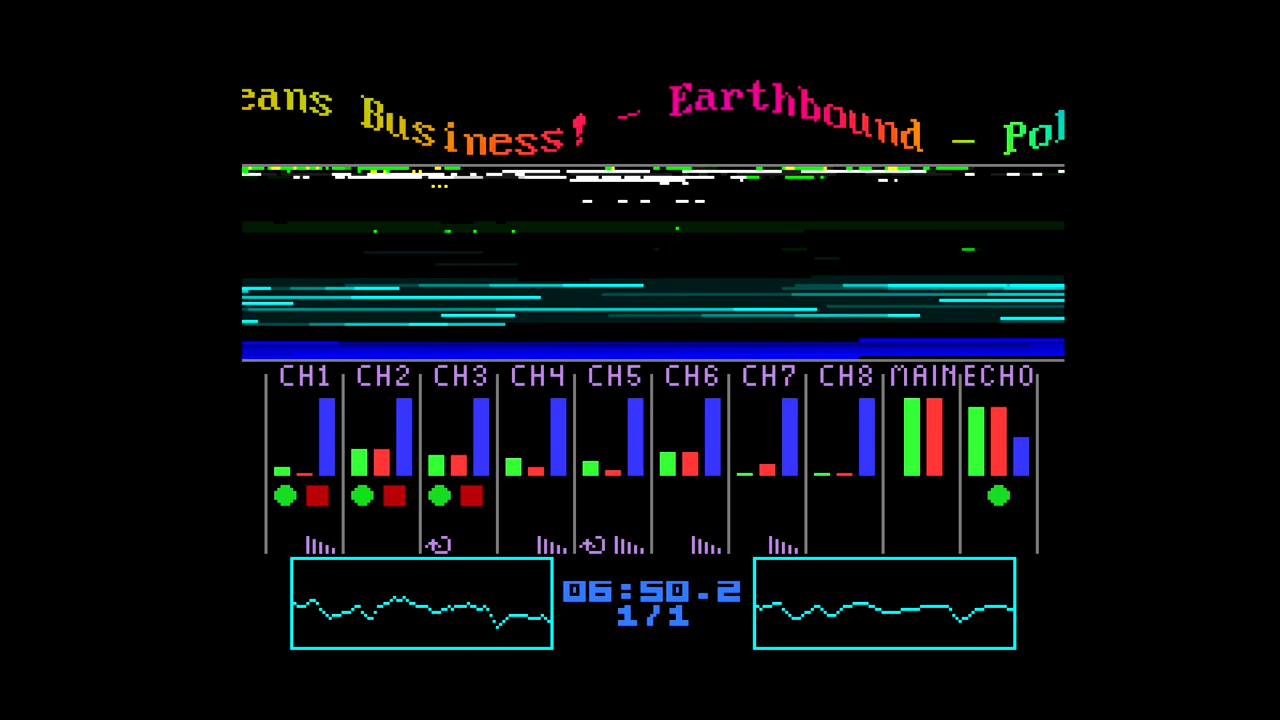 eans Business! - Earthbound - Pol
CH1 CH2 CH3 CH4 CH5 CH6 CH7 CH8 MAIN ECHO
06:50.2
1/1